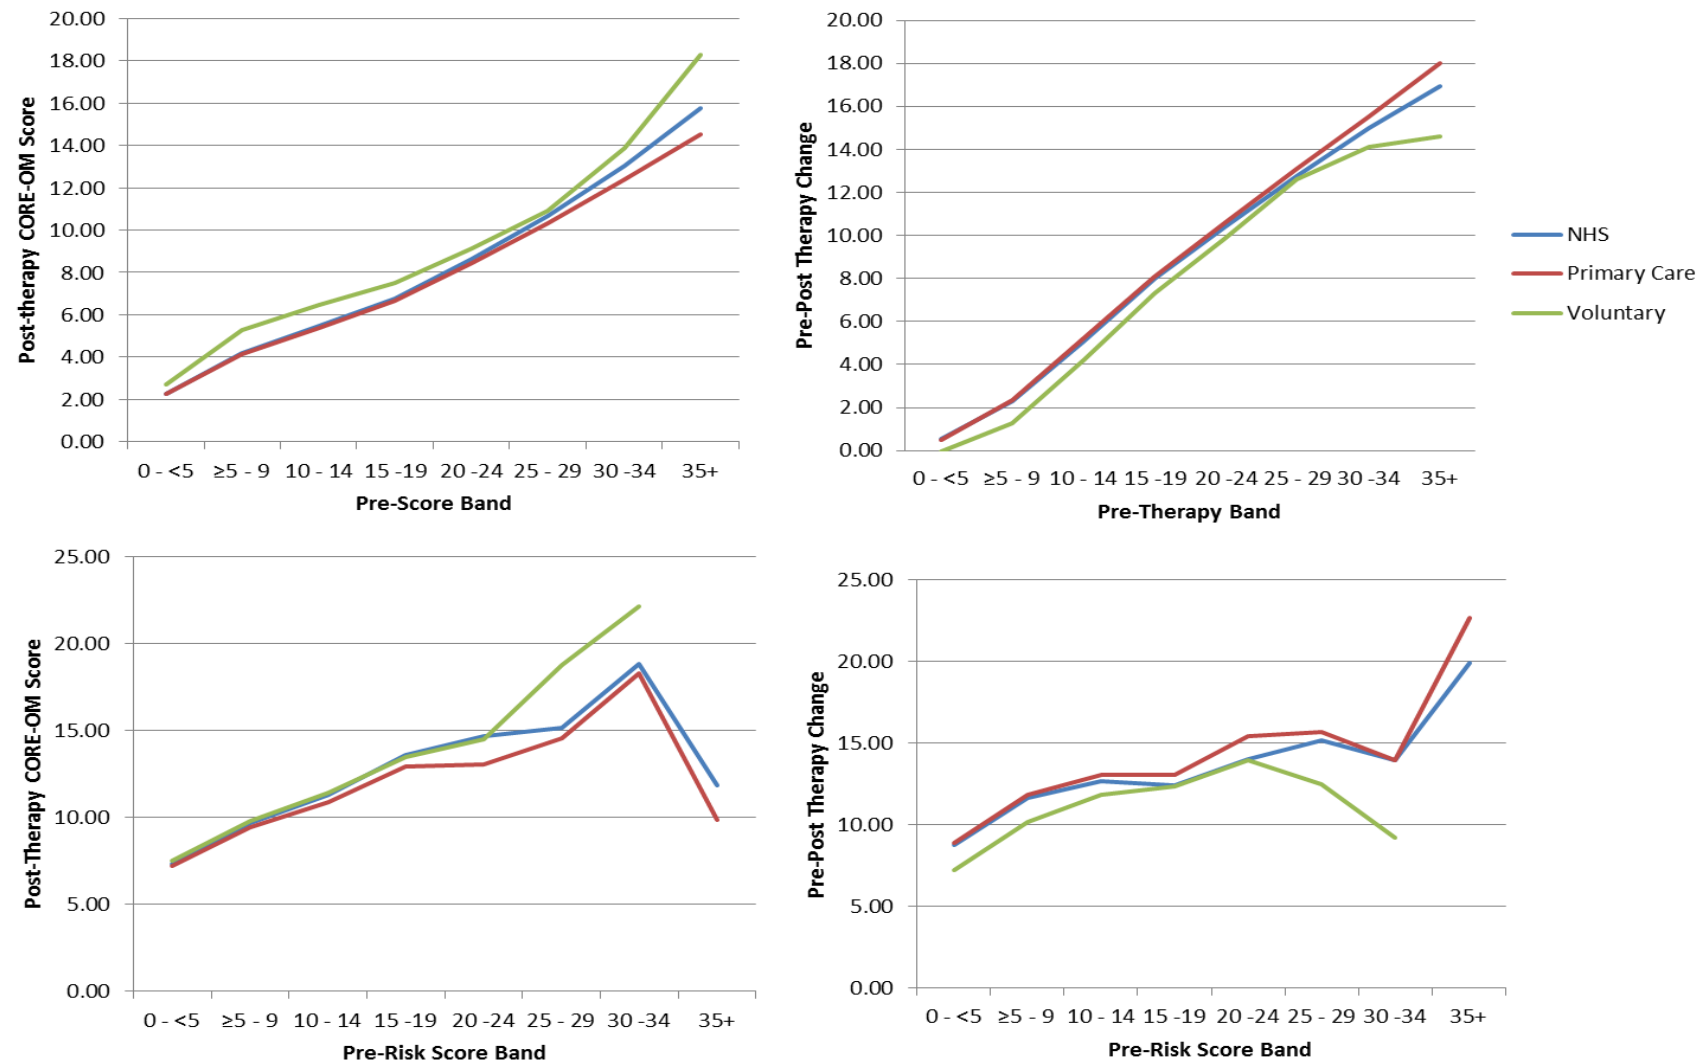 20.00
18.00
16.00
14.00
12.00
10.00
8.00
6.00
4.00
2.00
0.00
Post-therapy CORE-OM Score
0 - <5 ≥5 - 9 10 - 14 15 -19 20 -24 25 - 29 30 -34 35+
Pre-Score Band
20.00
18.00
16.00
14.00
12.00
10.00
8.00
6.00
4.00
2.00
0.00
Pre-Post Therapy Change
0 - <5 ≥5 - 9 10 - 14 15 -19 20 -24 25 - 29 30 -34 35+
Pre-Therapy Band
NHS
Primary Care
Voluntary
25.00
20.00
15.00
10.00
5.00
0.00
Post-Therapy CORE-OM Score
0 - <5 ≥5 - 9 10 - 14 15 -19 20 -24 25 - 29 30 -34 35+
Pre-Risk Score Band
25.00
20.00
15.00
10.00
5.00
0.00
Pre-Post Therapy Change
0 - <5 ≥5 - 9 10 - 14 15 -19 20 -24 25 - 29 30 -34 35+
Pre-Risk Score Band